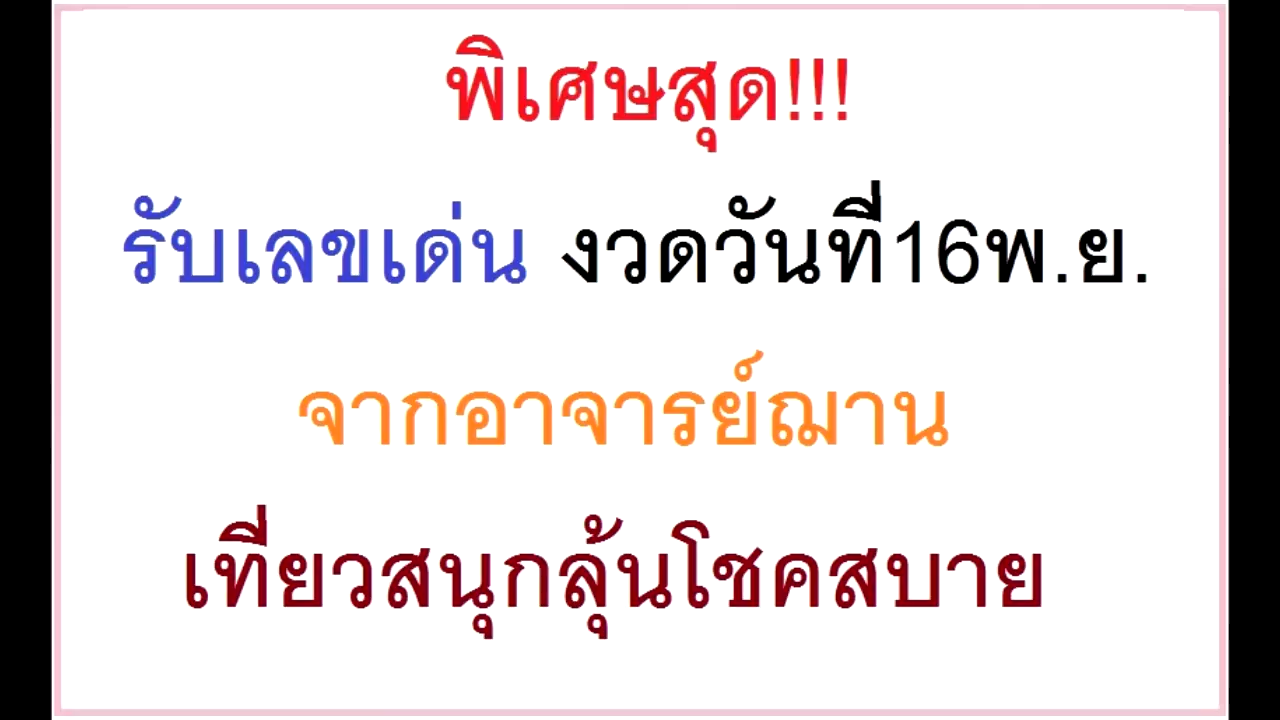 พิเศษสุด!!!
รับเลขเด่น งวดวันที่16พ.ย.
จากอาจารย์ฌาน
เที่ยวสนุกลุ้นโชคสบาย